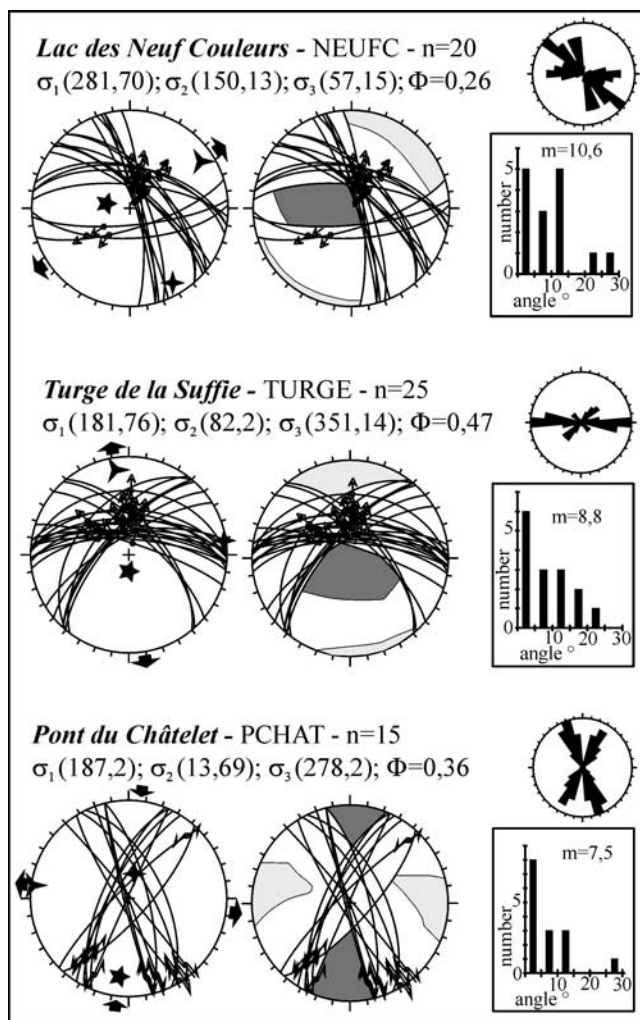 Lac des Neuf Couleurs - NEUFC - n=20
σ₁(281,70); σ₂(150,13); σ₃(57,15); Φ=0,26
m=10,6
number
5
0
10 20 30
angle °
Turge de la Suffie - TURGE - n=25
σ₁(181,76); σ₂(82,2); σ₃(351,14); Φ=0,47
m=8,8
number
5
0
10 20 30
angle °
Pont du Châtelet - PCHAT - n=15
σ₁(187,2); σ₂(13,69); σ₃(278,2); Φ=0,36
m=7,5
number
5
0
10 20 30
angle °